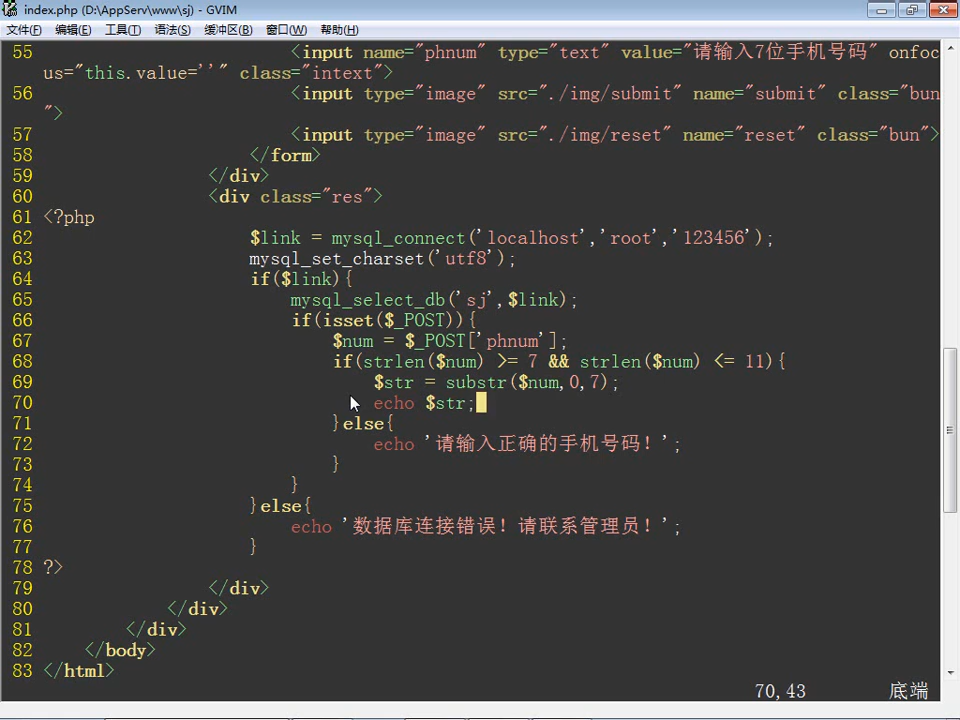 index.php (D:\AppServ\www\sj) - GVIM
文件(F) 编辑(E) 工具(T) 语法(S) 缓冲区(B) 窗口(W) 帮助(H)
55 <input name="phnum" type="text" value="请输入7位手机号码" onfoc
us="this.value=''" class="intext">
56 <input type="image" src="./img/submit" name="submit" class="bun
">
57 <input type="image" src="./img/reset" name="reset" class="bun">
58 </form>
59 </div>
60 <div class="res">
61 <?php
62 $link = mysql_connect('localhost','root','123456');
63 mysql_set_charset('utf8');
64 if($link){
65 mysql_select_db('sj',$link);
66 if(isset($_POST)){
67 $num = $_POST['phnum'];
68 if(strlen($num) >= 7 && strlen($num) <= 11){
69 $str = substr($num,0,7);
70 echo $str;
71 }else{
72 echo '请输入正确的手机号码！';
73 }
74 }
75 }else{
76 echo '数据库连接错误！请联系管理员！';
77 }
78 ?>
79 </div>
80 </div>
81 </div>
82 </body>
83 </html>
70,43 底端